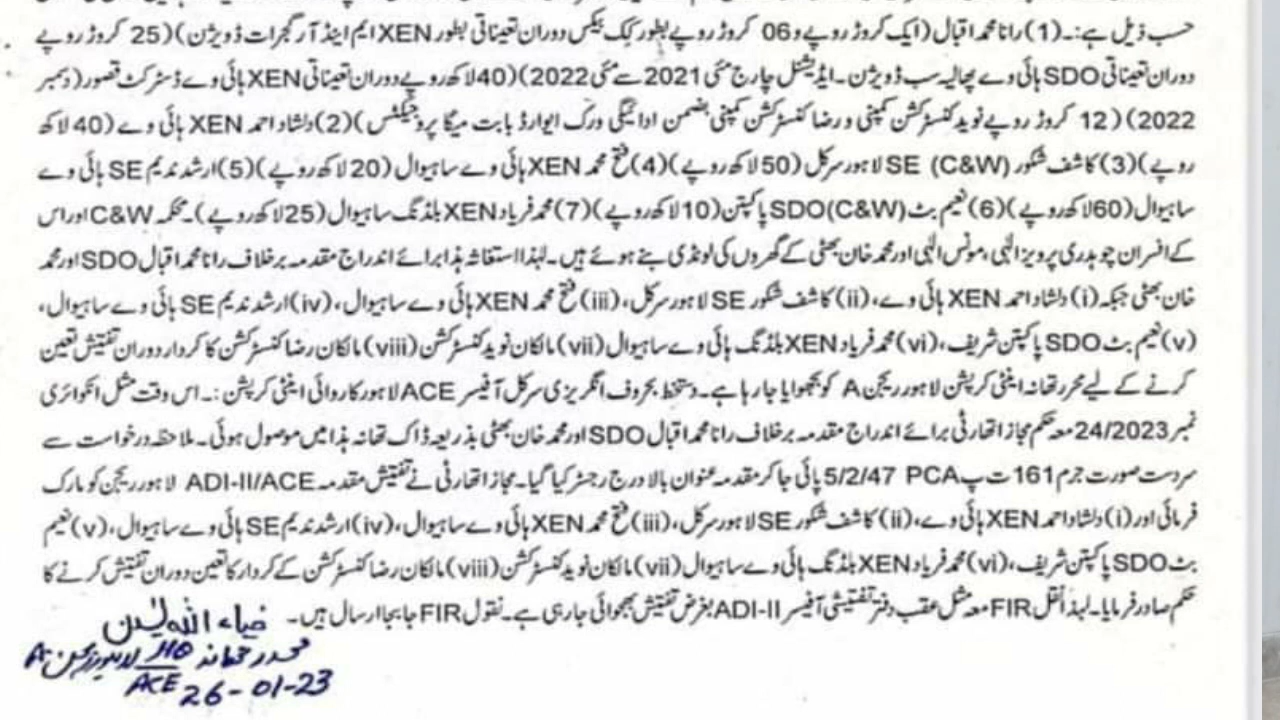 حسب ذیل ہے:۔(1) رانا محمد اقبال (ایک کروڑ روپے و 06 کروڑ روپے بطور کِک بیکس دوران تعیناتی بطور XEN ایم اینڈ آر گجرات ڈویژن)(25 کروڑ روپے
دوران تعیناتی SDO ہائی وے پھالیہ سب ڈویژن۔ ایڈیشنل چارج مئی 2021 سے مئی 2022)(40 لاکھ روپے دوران تعیناتی XEN ہائی وے ڈسٹرکٹ قصور (دسمبر
2022)(12 کروڑ روپے نوید کنسٹرکشن کمپنی و رضا کنسٹرکشن کمپنی بضمن ادائیگی ورک ایوارڈ بابت میگا پروجیکٹس)(2) دلشاد احمد XEN ہائی وے (40 لاکھ
روپے)(3) کاشف شکور SE (C&W) لاہور سرکل (50 لاکھ روپے)(4) فتح محمد XEN ہائی وے ساہیوال (20 لاکھ روپے)(5) ارشد ندیم SE ہائی وے
ساہیوال (60 لاکھ روپے)(6) نعیم بٹ SDO(C&W) پاکپتن (10 لاکھ روپے)(7) محمد فریاد XEN بلڈنگ ساہیوال (25 لاکھ روپے)۔ محکمہ C&W اور اس
کے افسران چوہدری پرویز الٰہی، مونس الٰہی اور محمد خان بھٹی کے گھروں کی لونڈی بنے ہوئے ہیں۔ لہٰذا استغاثہ ہذا برائے اندراج مقدمہ برخلاف رانا محمد اقبال SDO اور محمد
خان بھٹی جبکہ (i) دلشاد احمد XEN ہائی وے، (ii) کاشف شکور SE لاہور سرکل، (iii) فتح محمد XEN ہائی وے ساہیوال، (iv) ارشد ندیم SE ہائی وے ساہیوال،
(v) نعیم بٹ SDO پاکپتن شریف، (vi) محمد فریاد XEN بلڈنگ ہائی وے ساہیوال (vii) مالکان نوید کنسٹرکشن (viii) مالکان رضا کنسٹرکشن کا کردار دوران تفتیش تعین
کرنے کے لیے محرر تھانہ اینٹی کرپشن لاہور ریجن A کو بھجوایا جا رہا ہے۔ دستخط بحروف انگریزی سرکل آفیسر ACE لاہور کاروائی اینٹی کرپشن:۔ اس وقت مثل انکوائری
نمبر 24/2023 معہ حکم مجاز اتھارٹی برائے اندراج مقدمہ برخلاف رانا محمد اقبال SDO اور محمد خان بھٹی بذریعہ ڈاک تھانہ ہذا میں موصول ہوئی۔ ملاحظہ درخواست سے
سردست صورت جرم 161 ت پ 5/2/47 PCA پائی جا کر مقدمہ عنوان بالا درج رجسٹر کیا گیا۔ مجاز اتھارٹی نے تفتیش مقدمہ ADI-II/ACE لاہور ریجن کو مارک
فرمائی اور (i) دلشاد احمد XEN ہائی وے، (ii) کاشف شکور SE لاہور سرکل، (iii) فتح محمد XEN ہائی وے ساہیوال، (iv) ارشد ندیم SE ہائی وے ساہیوال، (v) نعیم
بٹ SDO پاکپتن شریف، (vi) محمد فریاد XEN بلڈنگ ہائی وے ساہیوال (vii) مالکان نوید کنسٹرکشن (viii) مالکان رضا کنسٹرکشن کے کردار کا تعین دوران تفتیش کرنے کا
حکم صادر فرمایا۔ لہٰذا نقل FIR معہ مثل عقب دفتر تفتیشی آفیسر ADI-II بغرض تفتیش بھجوائی جا رہی ہے۔ نقول FIR جابجا ارسال ہیں۔
ضیاء اللہ یٰسین
محرر تھانہ HQ لاہور ریجن A
ACE 26-01-23